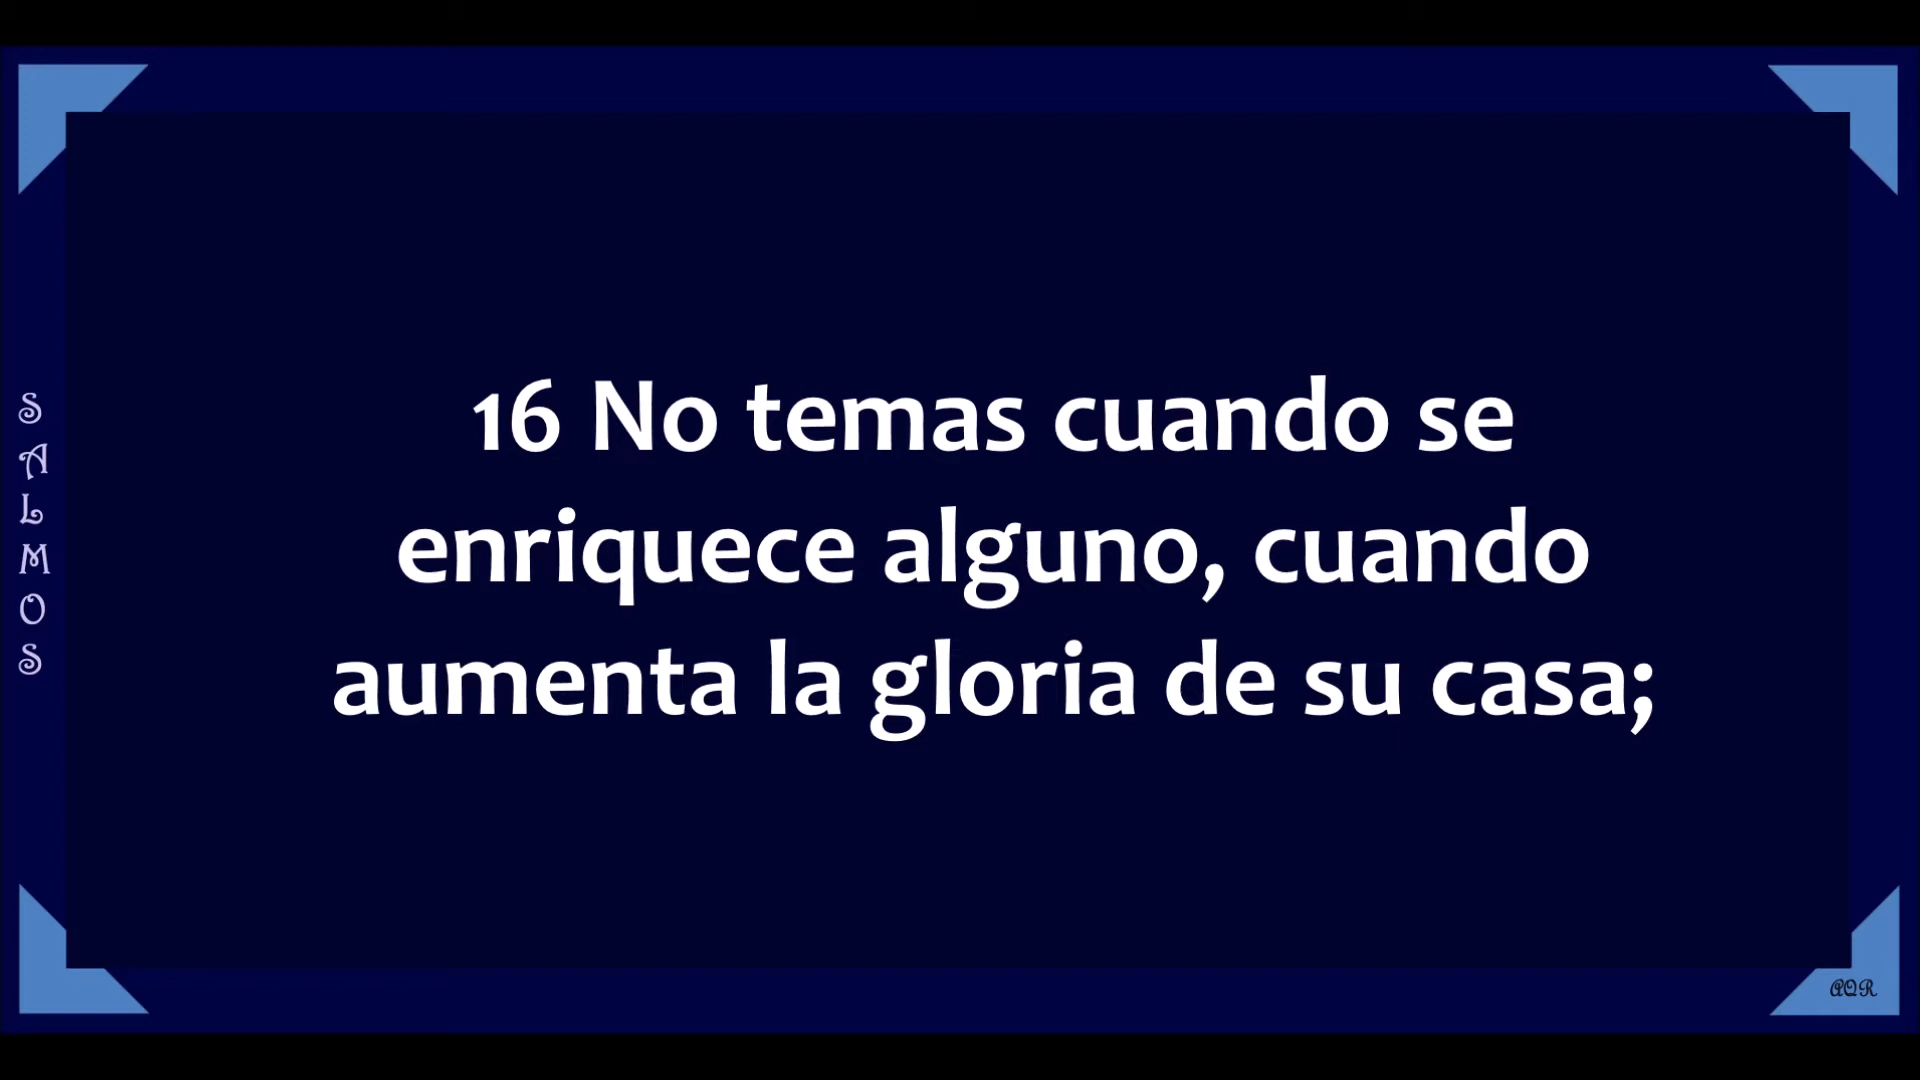 SALMOS
16 No temas cuando se
enriquece alguno, cuando
aumenta la gloria de su casa;
AQR